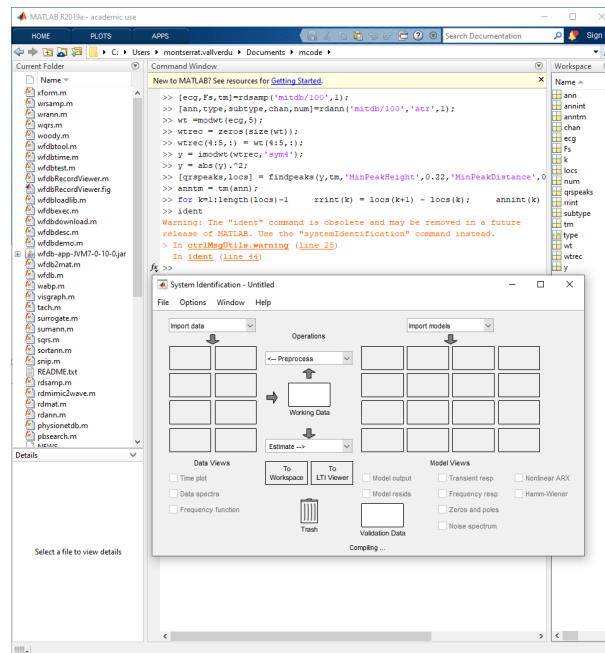 MATLAB R2019a - academic use
HOME PLOTS APPS Search Documentation Sign
C: Users montserrat.vallverdu Documents mcode
Current Folder
Name
xform.m
wrsamp.m
wrann.m
wqrs.m
woody.m
wfdbtool.m
wfdbtime.m
wfdbtest.m
wfdbRecordViewer.m
wfdbRecordViewer.fig
wfdbloadlib.m
wfdbexec.m
wfdbdownload.m
wfdbdesc.m
wfdbdemo.m
wfdb-app-JVM7-0-10-0.jar
wfdb2mat.m
wfdb.m
wabp.m
visgraph.m
tach.m
surrogate.m
sumann.m
sqrs.m
sortann.m
snip.m
README.txt
rdsamp.m
rdmimic2wave.m
rdmat.m
rdann.m
physionetdb.m
pbsearch.m
NEWS
Details
Select a file to view details
Command Window
New to MATLAB? See resources for Getting Started.
>> [ecg,Fs,tm]=rdsamp('mitdb/100',1);
>> [ann,type,subtype,chan,num]=rdann('mitdb/100','atr',1);
>> wt =modwt(ecg,5);
>> wtrec = zeros(size(wt));
>> wtrec(4:5,:) = wt(4:5,:);
>> y = imodwt(wtrec,'sym4');
>> y = abs(y).^2;
>> [qrspeaks,locs] = findpeaks(y,tm,'MinPeakHeight',0.22,'MinPeakDistance',0
>> anntm = tm(ann);
>> for k=1:length(locs)-1 rrint(k) = locs(k+1) - locs(k); annint(k)
>> ident
Warning: The "ident" command is obsolete and may be removed in a future
release of MATLAB. Use the "systemIdentification" command instead.
> In ctrlMsgUtils.warning (line 25)
In ident (line 44)
fx >>
Workspace
Name
ann
annint
anntm
chan
ecg
Fs
k
locs
num
qrspeaks
rrint
subtype
tm
type
wt
wtrec
y
System Identification - Untitled
File Options Window Help
Import data
Operations
Import models
<-- Preprocess
Working Data
Estimate -->
Data Views
Time plot
Data spectra
Frequency function
To Workspace
To LTI Viewer
Trash
Model Views
Model output
Transient resp
Nonlinear ARX
Model resids
Frequency resp
Hamm-Wiener
Zeros and poles
Noise spectrum
Validation Data
Compiling ...